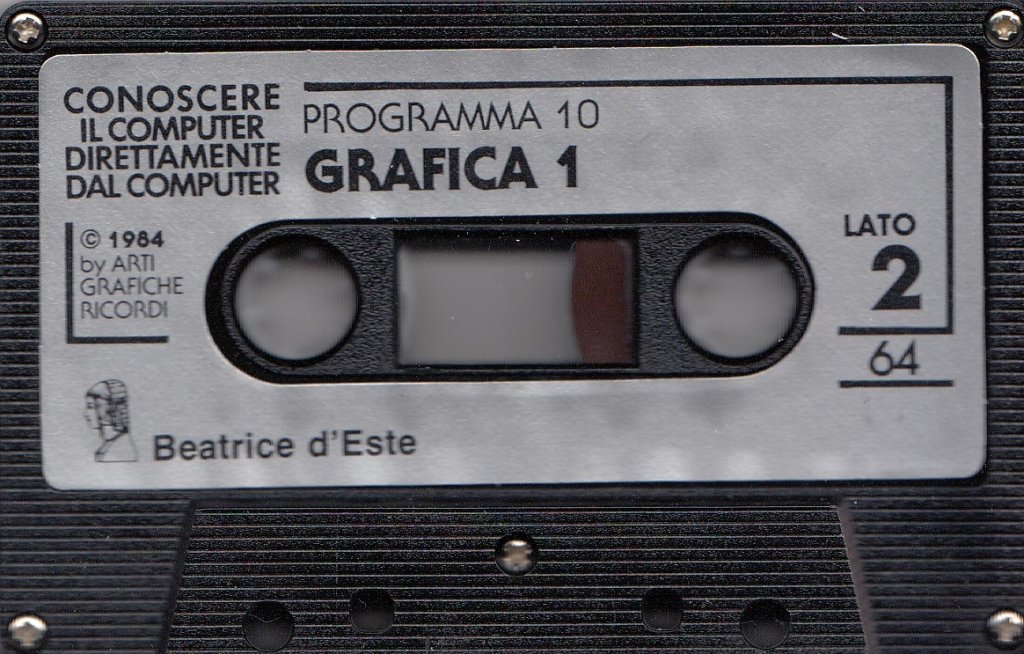 CONOSCERE
IL COMPUTER
DIRETTAMENTE
DAL COMPUTER
PROGRAMMA 10
GRAFICA 1
© 1984
by ARTI
GRAFICHE
RICORDI
LATO
2
64
Beatrice d'Este